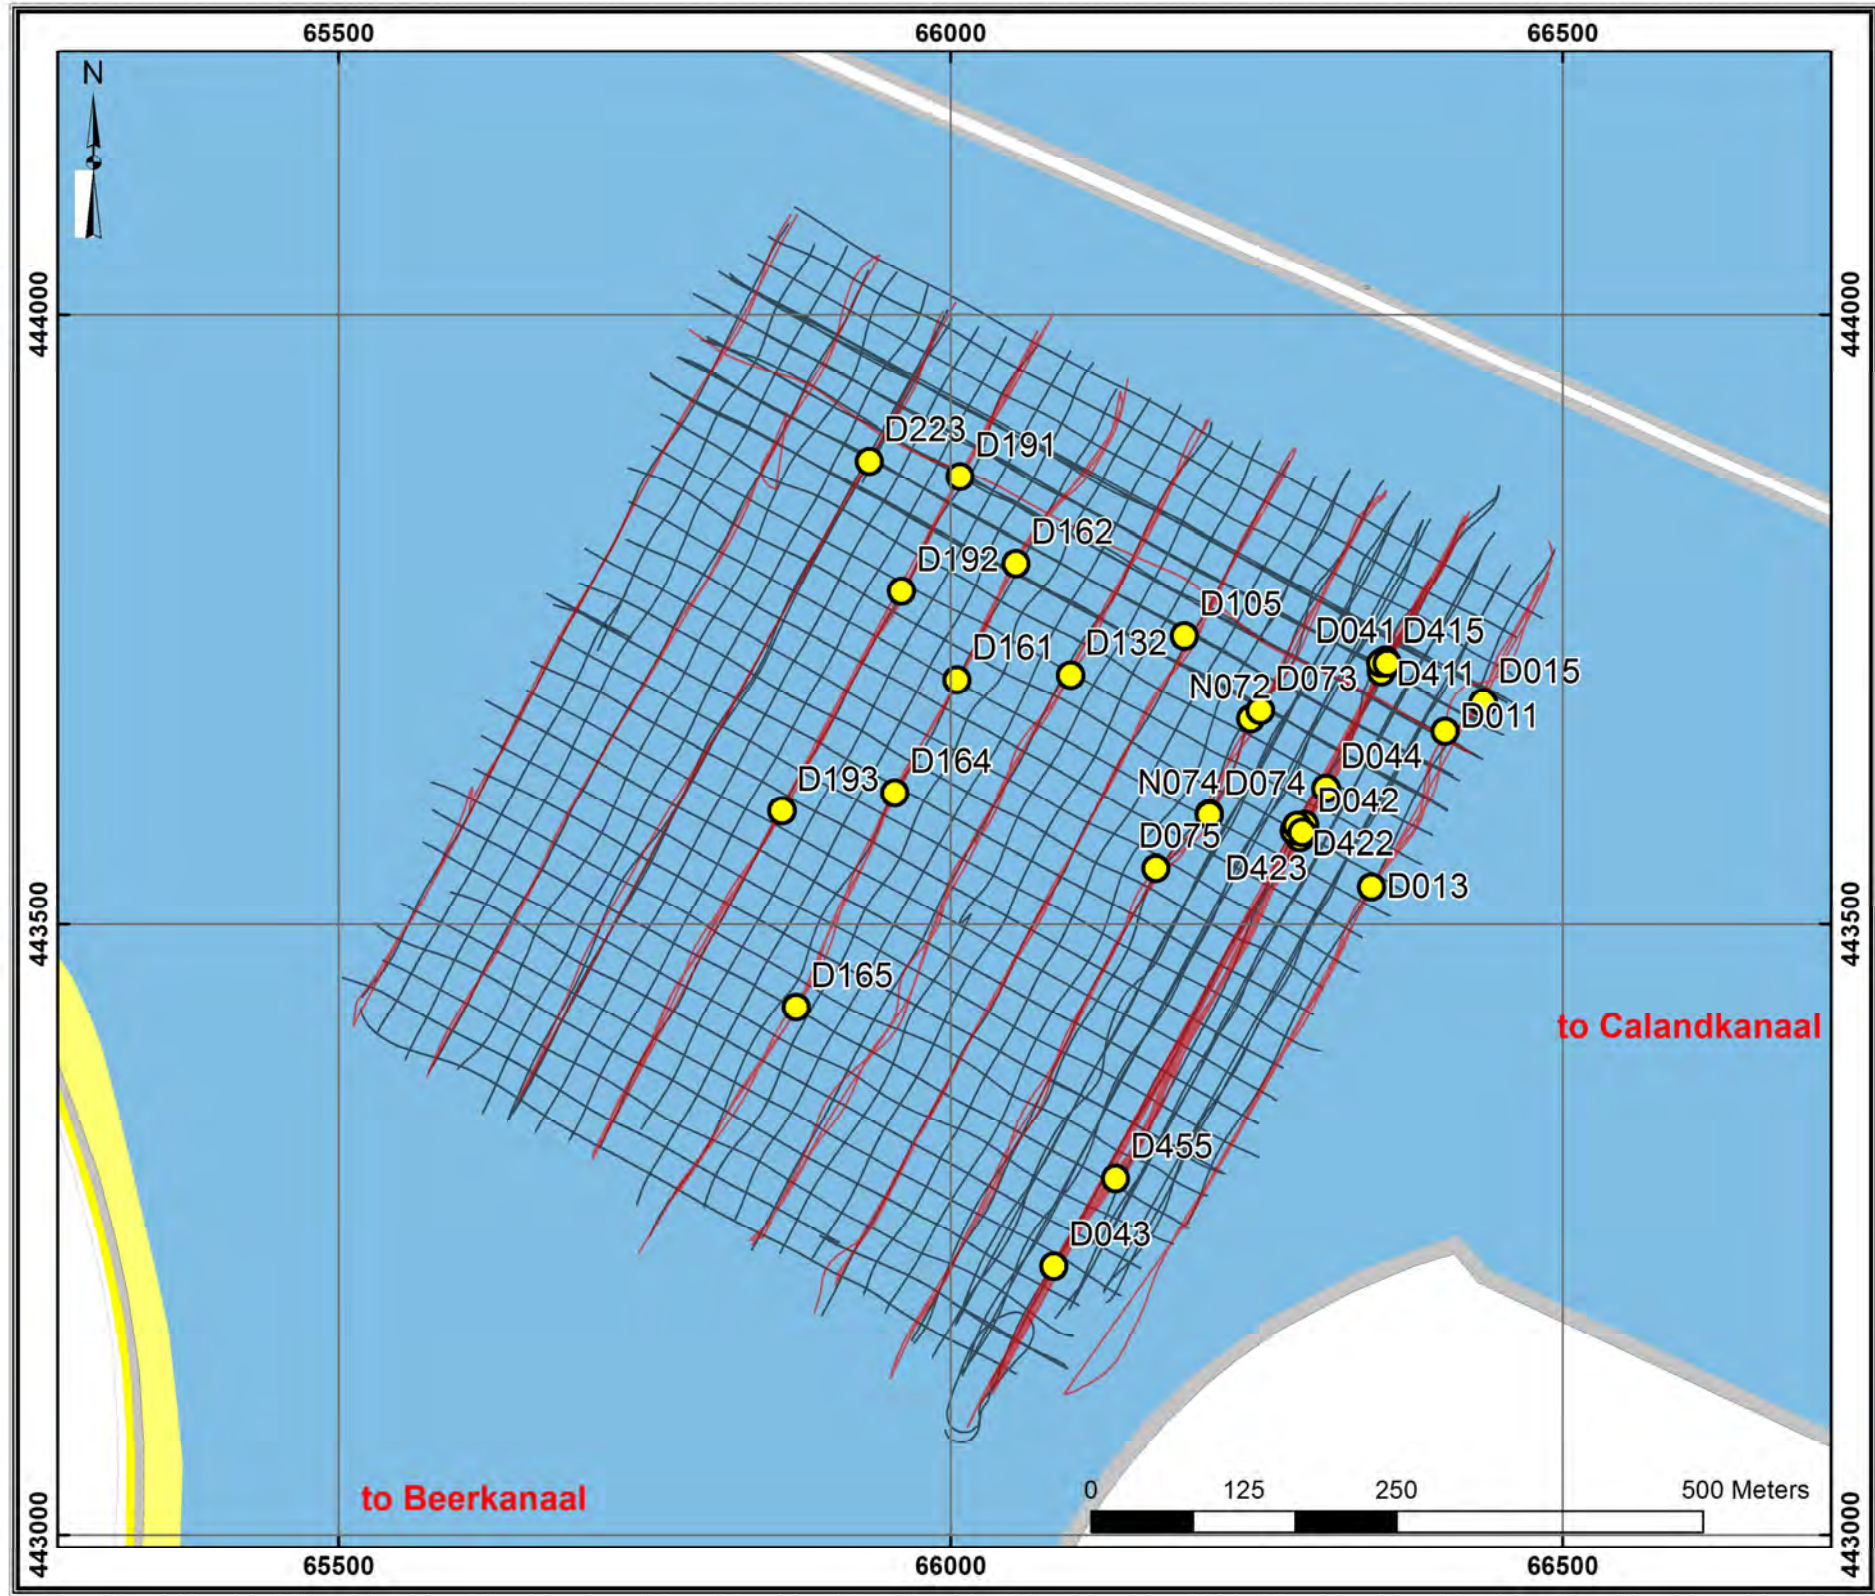 65500 66000 66500
N
444000 444000
D223
D191
D162
D192
D105
D041 D415
D161 D132
D015
D411
N072 D073
D011
D044
D164
D193
N074 D074
D042
D075
D422
D423
D013
443500 443500
D165
to Calandkanaal
D455
D043
0 125 250 500 Meters
to Beerkanaal
443000 443000
65500 66000 66500